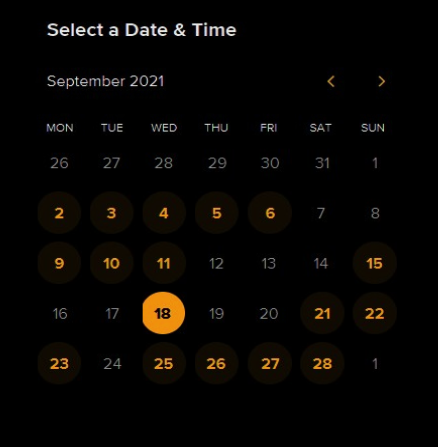 Select a Date & Time
September 2021
MON TUE WED THU FRI SAT SUN
26 27 28 29 30 31 1
2 3 4 5 6 7 8
9 10 11 12 13 14 15
16 17 18 19 20 21 22
23 24 25 26 27 28 1